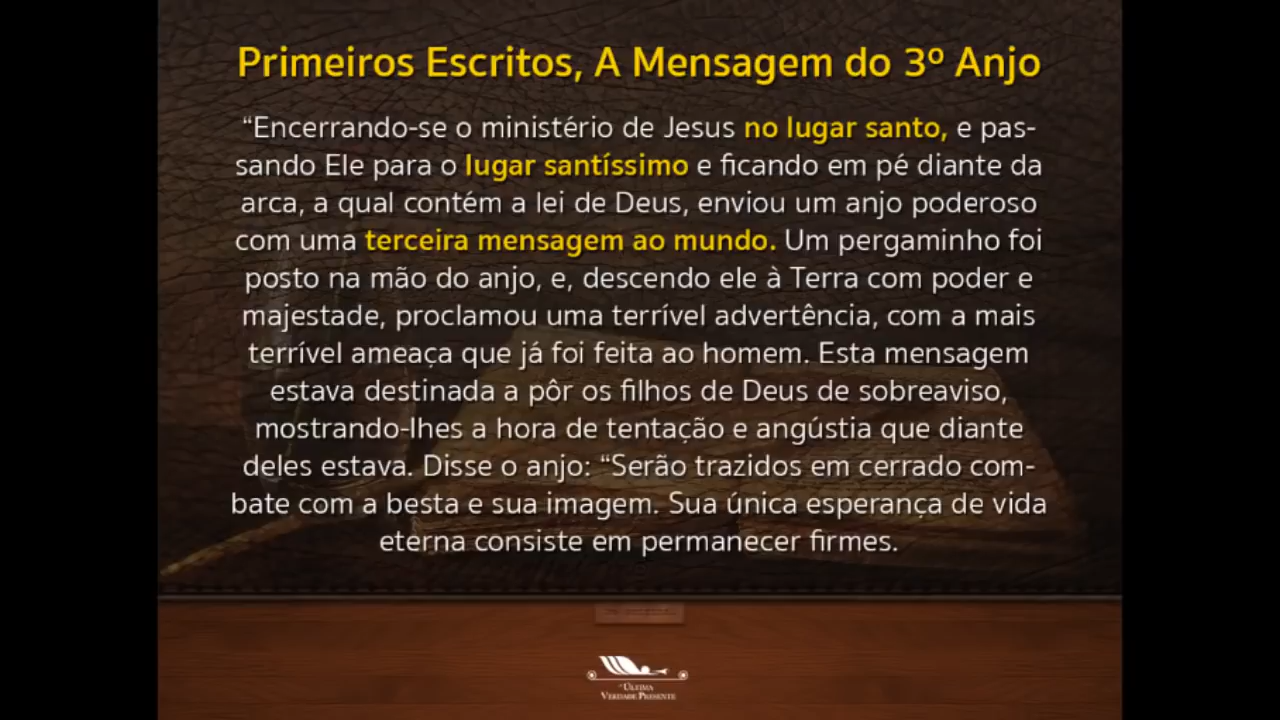 Primeiros Escritos, A Mensagem do 3º Anjo
“Encerrando-se o ministério de Jesus no lugar santo, e pas-
sando Ele para o lugar santíssimo e ficando em pé diante da
arca, a qual contém a lei de Deus, enviou um anjo poderoso
com uma terceira mensagem ao mundo. Um pergaminho foi
posto na mão do anjo, e, descendo ele à Terra com poder e
majestade, proclamou uma terrível advertência, com a mais
terrível ameaça que já foi feita ao homem. Esta mensagem
estava destinada a pôr os filhos de Deus de sobreaviso,
mostrando-lhes a hora de tentação e angústia que diante
deles estava. Disse o anjo: “Serão trazidos em cerrado com-
bate com a besta e sua imagem. Sua única esperança de vida
eterna consiste em permanecer firmes.
Última
Verdade Presente